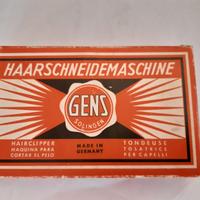 HAARSCHNEIDEMASCHINE
GENS
SOLINGEN
HAIRCLIPPER
MAQUINA PARA
CORTAR EL PELO
MADE IN
GERMANY
TONDEUSE
TOSATRICE
PER CAPELLI